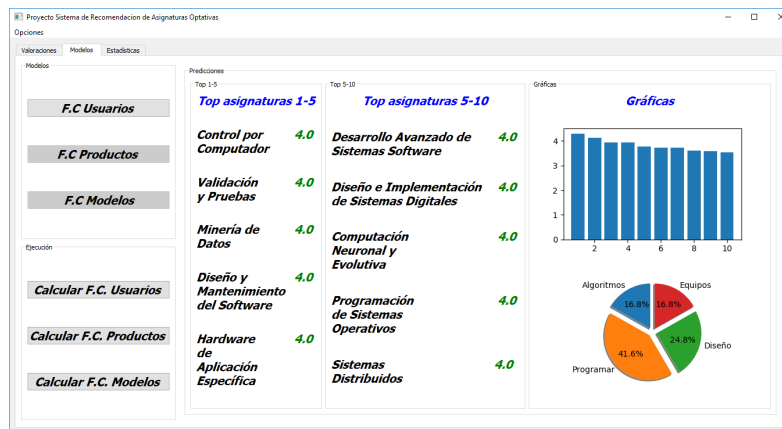 Proyecto Sistema de Recomendacion de Asignaturas Optativas
Opciones
Valoraciones Modelos Estadísticas
Modelos
F.C Usuarios
F.C Productos
F.C Modelos
Ejecución
Calcular F.C. Usuarios
Calcular F.C. Productos
Calcular F.C. Modelos
Predicciones
Top 1-5
Top asignaturas 1-5
Control por 4.0
Computador
Validación 4.0
y Pruebas
Minería de 4.0
Datos
Diseño y 4.0
Mantenimiento
del Software
Hardware 4.0
de
Aplicación
Específica
Top 5-10
Top asignaturas 5-10
Desarrollo Avanzado de 4.0
Sistemas Software
Diseño e Implementación 4.0
de Sistemas Digitales
Computación 4.0
Neuronal y
Evolutiva
Programación 4.0
de Sistemas
Operativos
Sistemas 4.0
Distribuidos
Gráficas
Gráficas
4
3
2
1
0
2 4 6 8 10
Algoritmos Equipos
16.8% 16.8%
24.8% Diseño
41.6%
Programar